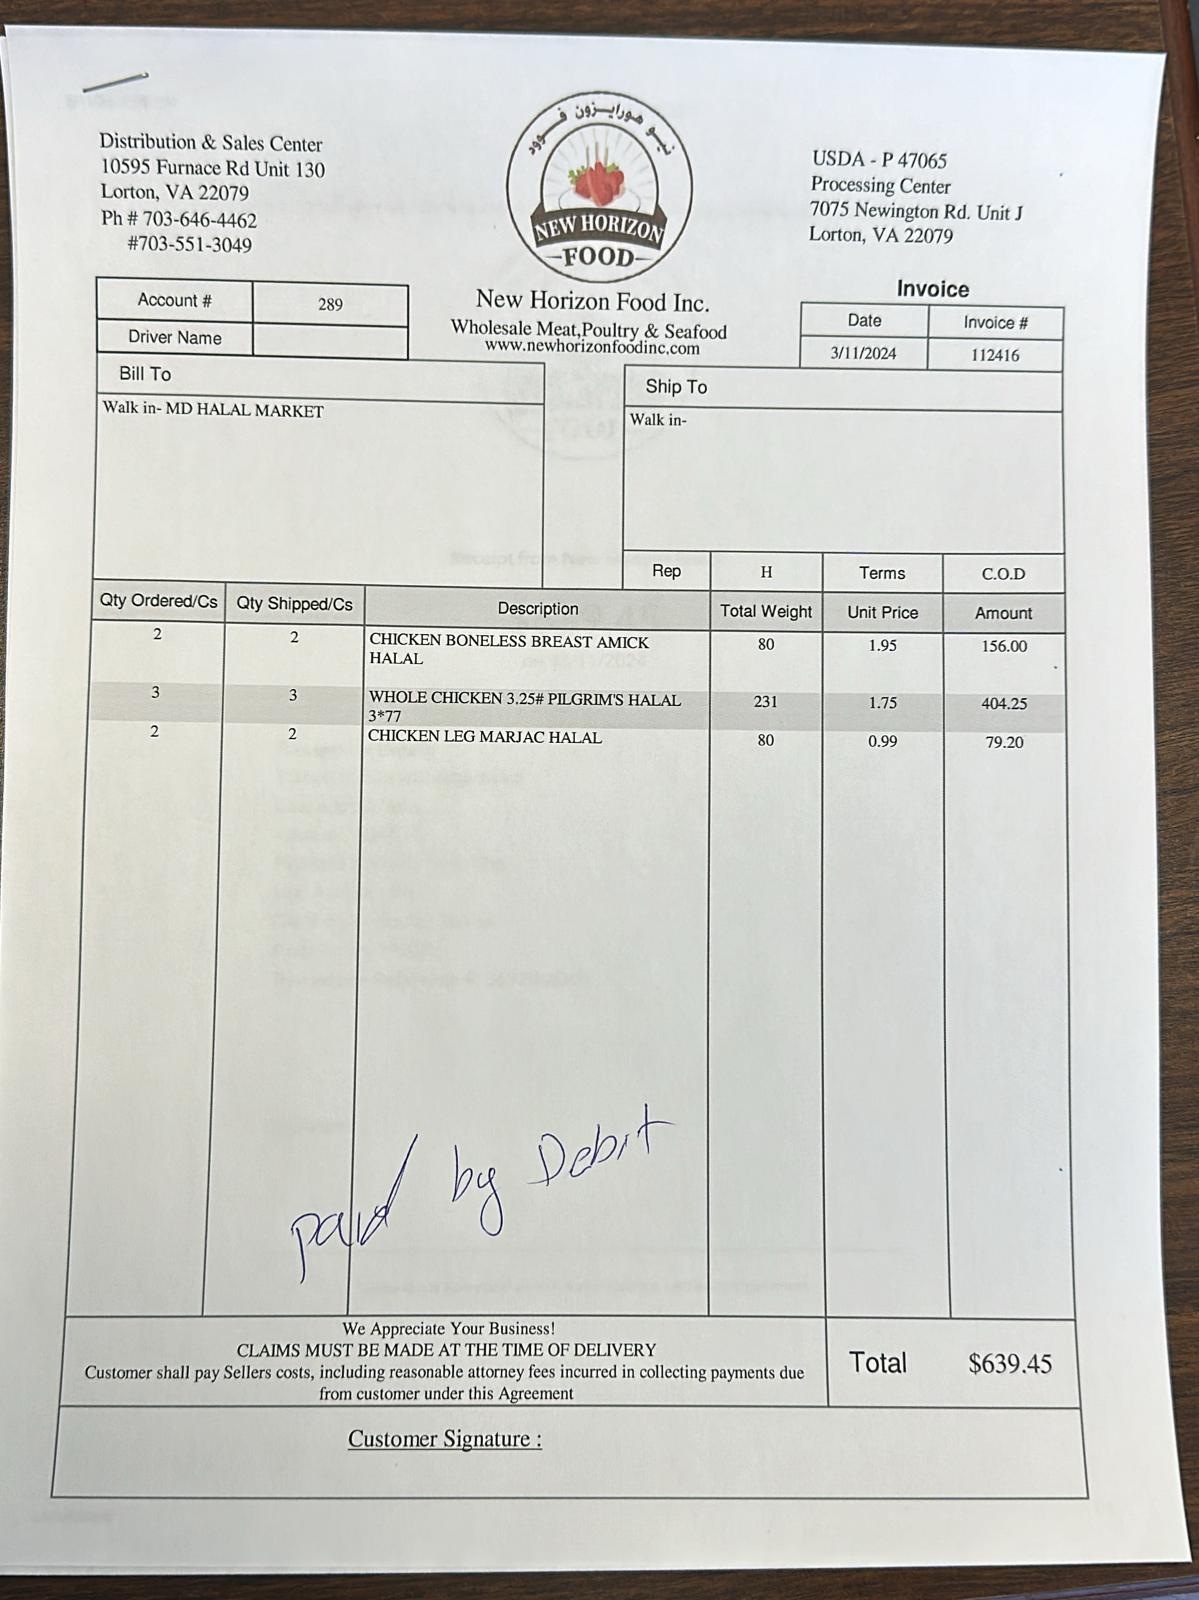 Distribution & Sales Center
10595 Furnace Rd Unit 130
Lorton, VA 22079
Ph # 703-646-4462
#703-551-3049
نیو هورایزون فوود
NEW HORIZON
FOOD
New Horizon Food Inc.
Wholesale Meat,Poultry & Seafood
www.newhorizonfoodinc.com
USDA - P 47065
Processing Center
7075 Newington Rd. Unit J
Lorton, VA 22079
Invoice
Account # 289
Driver Name
Date Invoice #
3/11/2024 112416
Bill To
Walk in- MD HALAL MARKET
Ship To
Walk in-
Rep H Terms C.O.D
Qty Ordered/Cs Qty Shipped/Cs Description Total Weight Unit Price Amount
2 2 CHICKEN BONELESS BREAST AMICK 80 1.95 156.00
HALAL
3 3 WHOLE CHICKEN 3.25# PILGRIM'S HALAL 231 1.75 404.25
3*77
2 2 CHICKEN LEG MARJAC HALAL 80 0.99 79.20
paid by Debit
We Appreciate Your Business!
CLAIMS MUST BE MADE AT THE TIME OF DELIVERY
Customer shall pay Sellers costs, including reasonable attorney fees incurred in collecting payments due
from customer under this Agreement
Total $639.45
Customer Signature :